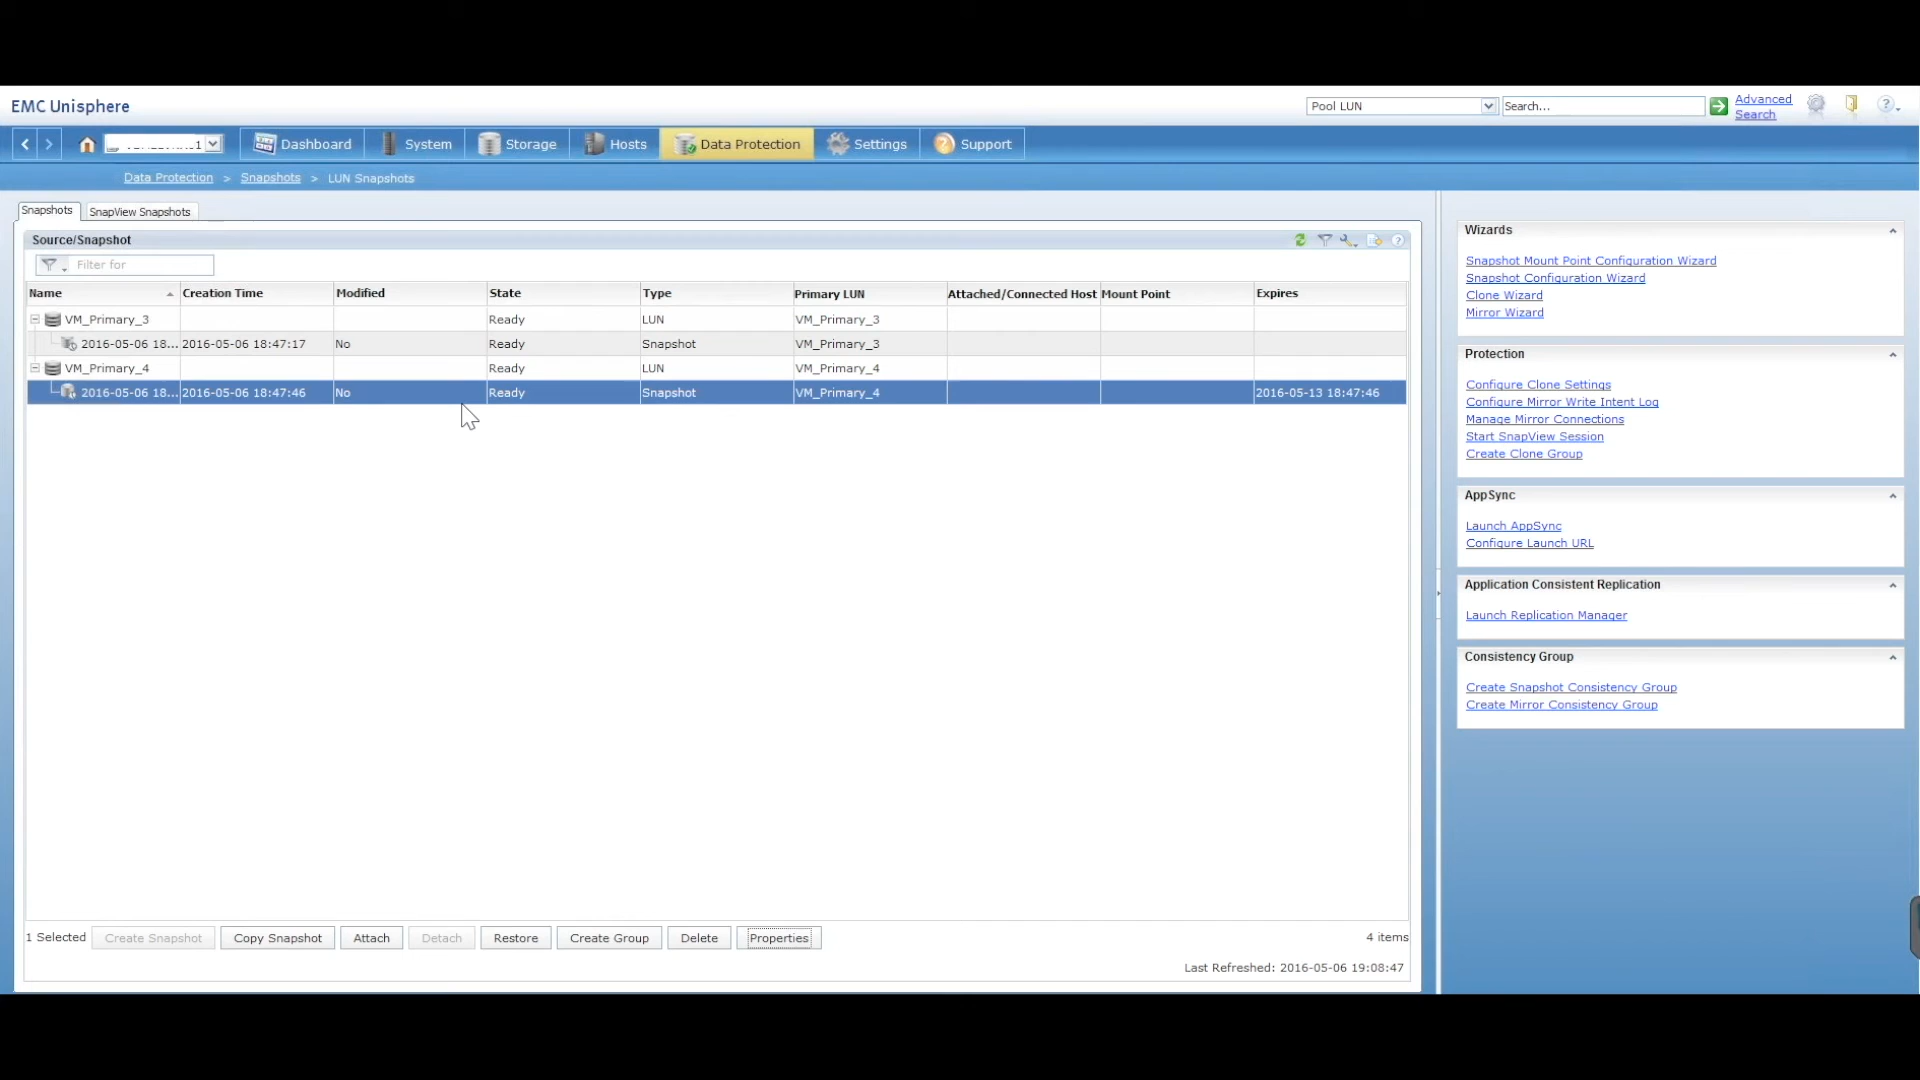 EMC Unisphere
Pool LUN
Search...
Advanced
Search
Dashboard
System
Storage
Hosts
Data Protection
Settings
Support
Data Protection > Snapshots > LUN Snapshots
Snapshots
SnapView Snapshots
Source/Snapshot
Filter for
Name Creation Time Modified State Type Primary LUN Attached/Connected Host Mount Point Expires
VM_Primary_3 Ready LUN VM_Primary_3
2016-05-06 18... 2016-05-06 18:47:17 No Ready Snapshot VM_Primary_3
VM_Primary_4 Ready LUN VM_Primary_4
2016-05-06 18... 2016-05-06 18:47:46 No Ready Snapshot VM_Primary_4 2016-05-13 18:47:46
1 Selected Create Snapshot Copy Snapshot Attach Detach Restore Create Group Delete Properties 4 items
Last Refreshed: 2016-05-06 19:08:47
Wizards
Snapshot Mount Point Configuration Wizard
Snapshot Configuration Wizard
Clone Wizard
Mirror Wizard
Protection
Configure Clone Settings
Configure Mirror Write Intent Log
Manage Mirror Connections
Start SnapView Session
Create Clone Group
AppSync
Launch AppSync
Configure Launch URL
Application Consistent Replication
Launch Replication Manager
Consistency Group
Create Snapshot Consistency Group
Create Mirror Consistency Group